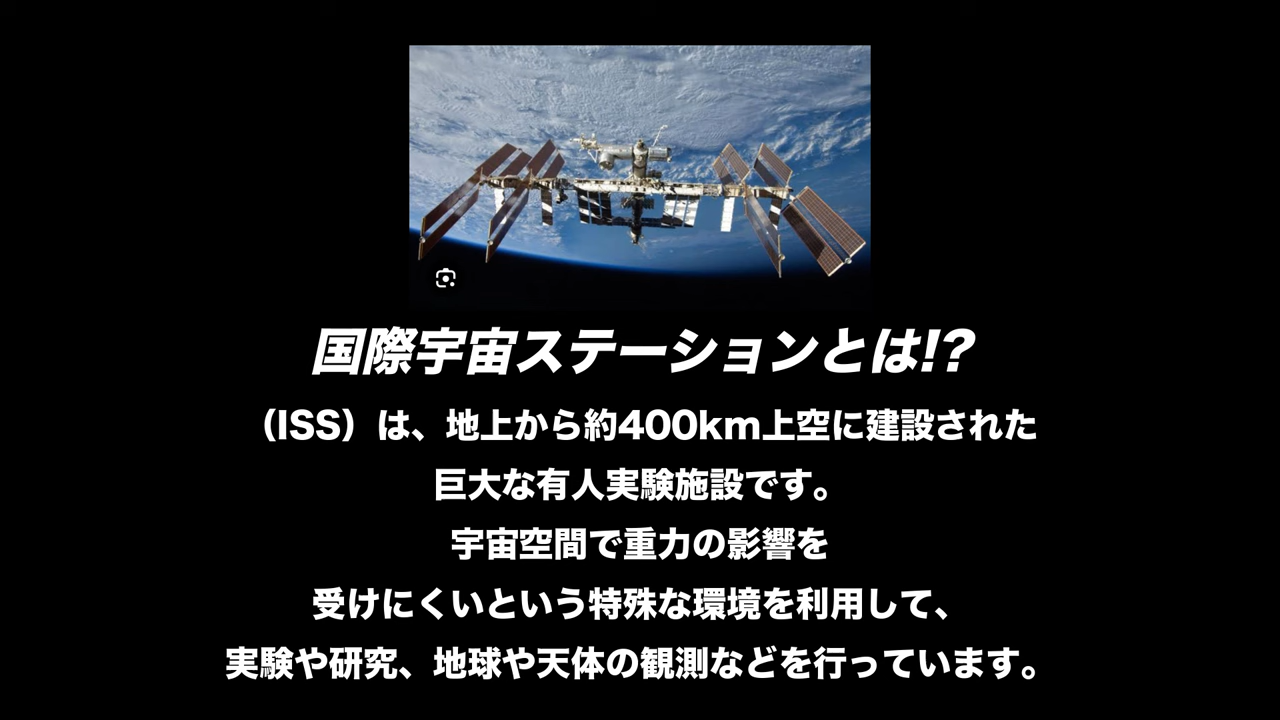 国際宇宙ステーションとは!?
（ISS）は、地上から約400km上空に建設された
巨大な有人実験施設です。
宇宙空間で重力の影響を
受けにくいという特殊な環境を利用して、
実験や研究、地球や天体の観測などを行っています。